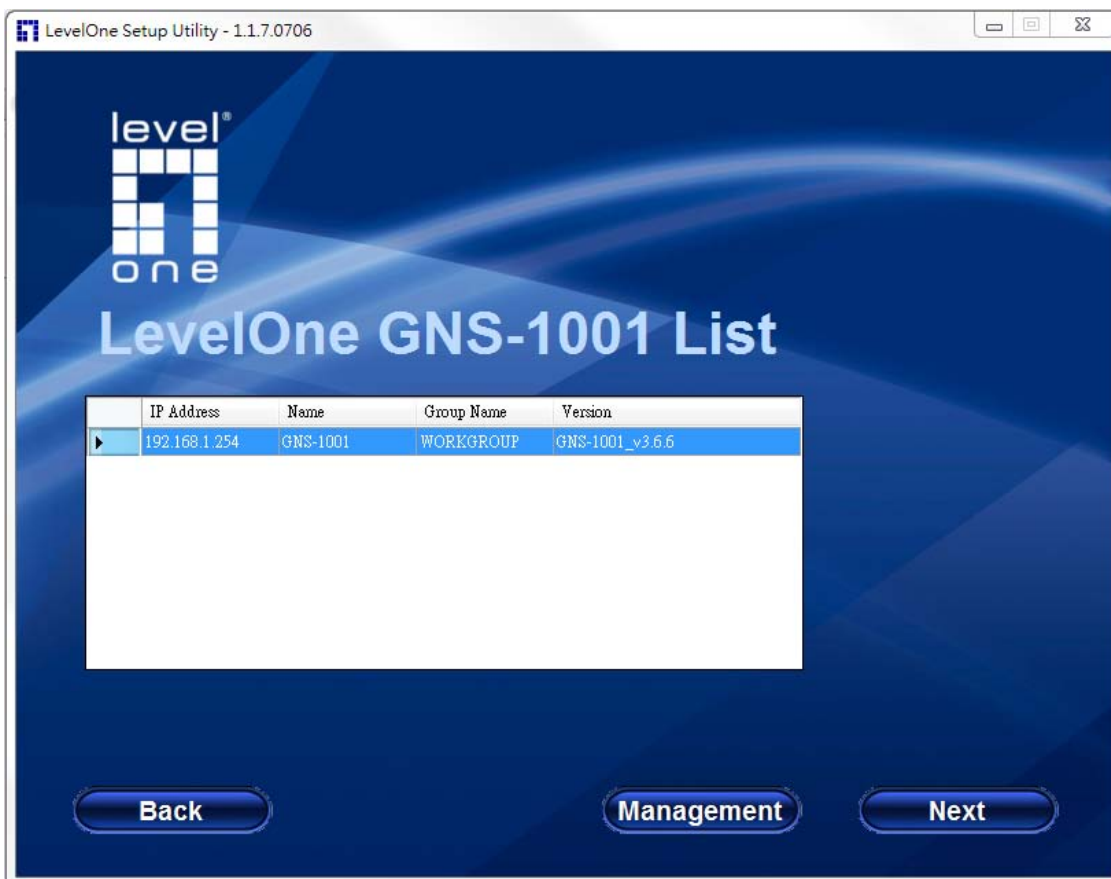 LevelOne Setup Utility - 1.1.7.0706
level®
one
LevelOne GNS-1001 List
IP Address Name Group Name Version
192.168.1.254 GNS-1001 WORKGROUP GNS-1001_v3.6.6
Back Management Next